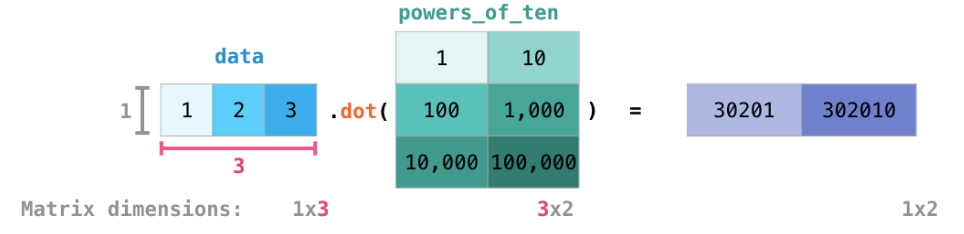 powers_of_ten
data
1 10
1 1 2 3 .dot( 100 1,000 ) = 30201 302010
10,000 100,000
3
Matrix dimensions: 1x3 3x2 1x2